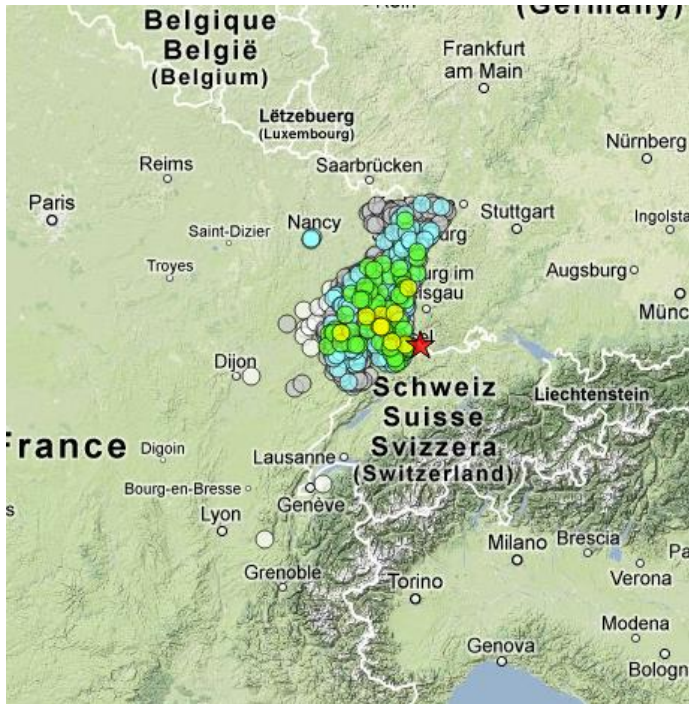 (Germany)
Belgique
België
(Belgium)
Frankfurt
am Main
Lëtzebuerg
(Luxembourg)
Nürnberg
Reims
Saarbrücken
Paris
Nancy
Stuttgart
Saint-Dizier
Troyes
Augsburg
Dijon
Schweiz
Suisse
Svizzera
(Switzerland)
Liechtenstein
France
Digoin
Lausanne
Bourg-en-Bresse
Genève
Lyon
Milano
Brescia
Grenoble
Torino
Verona
Modena
Genova